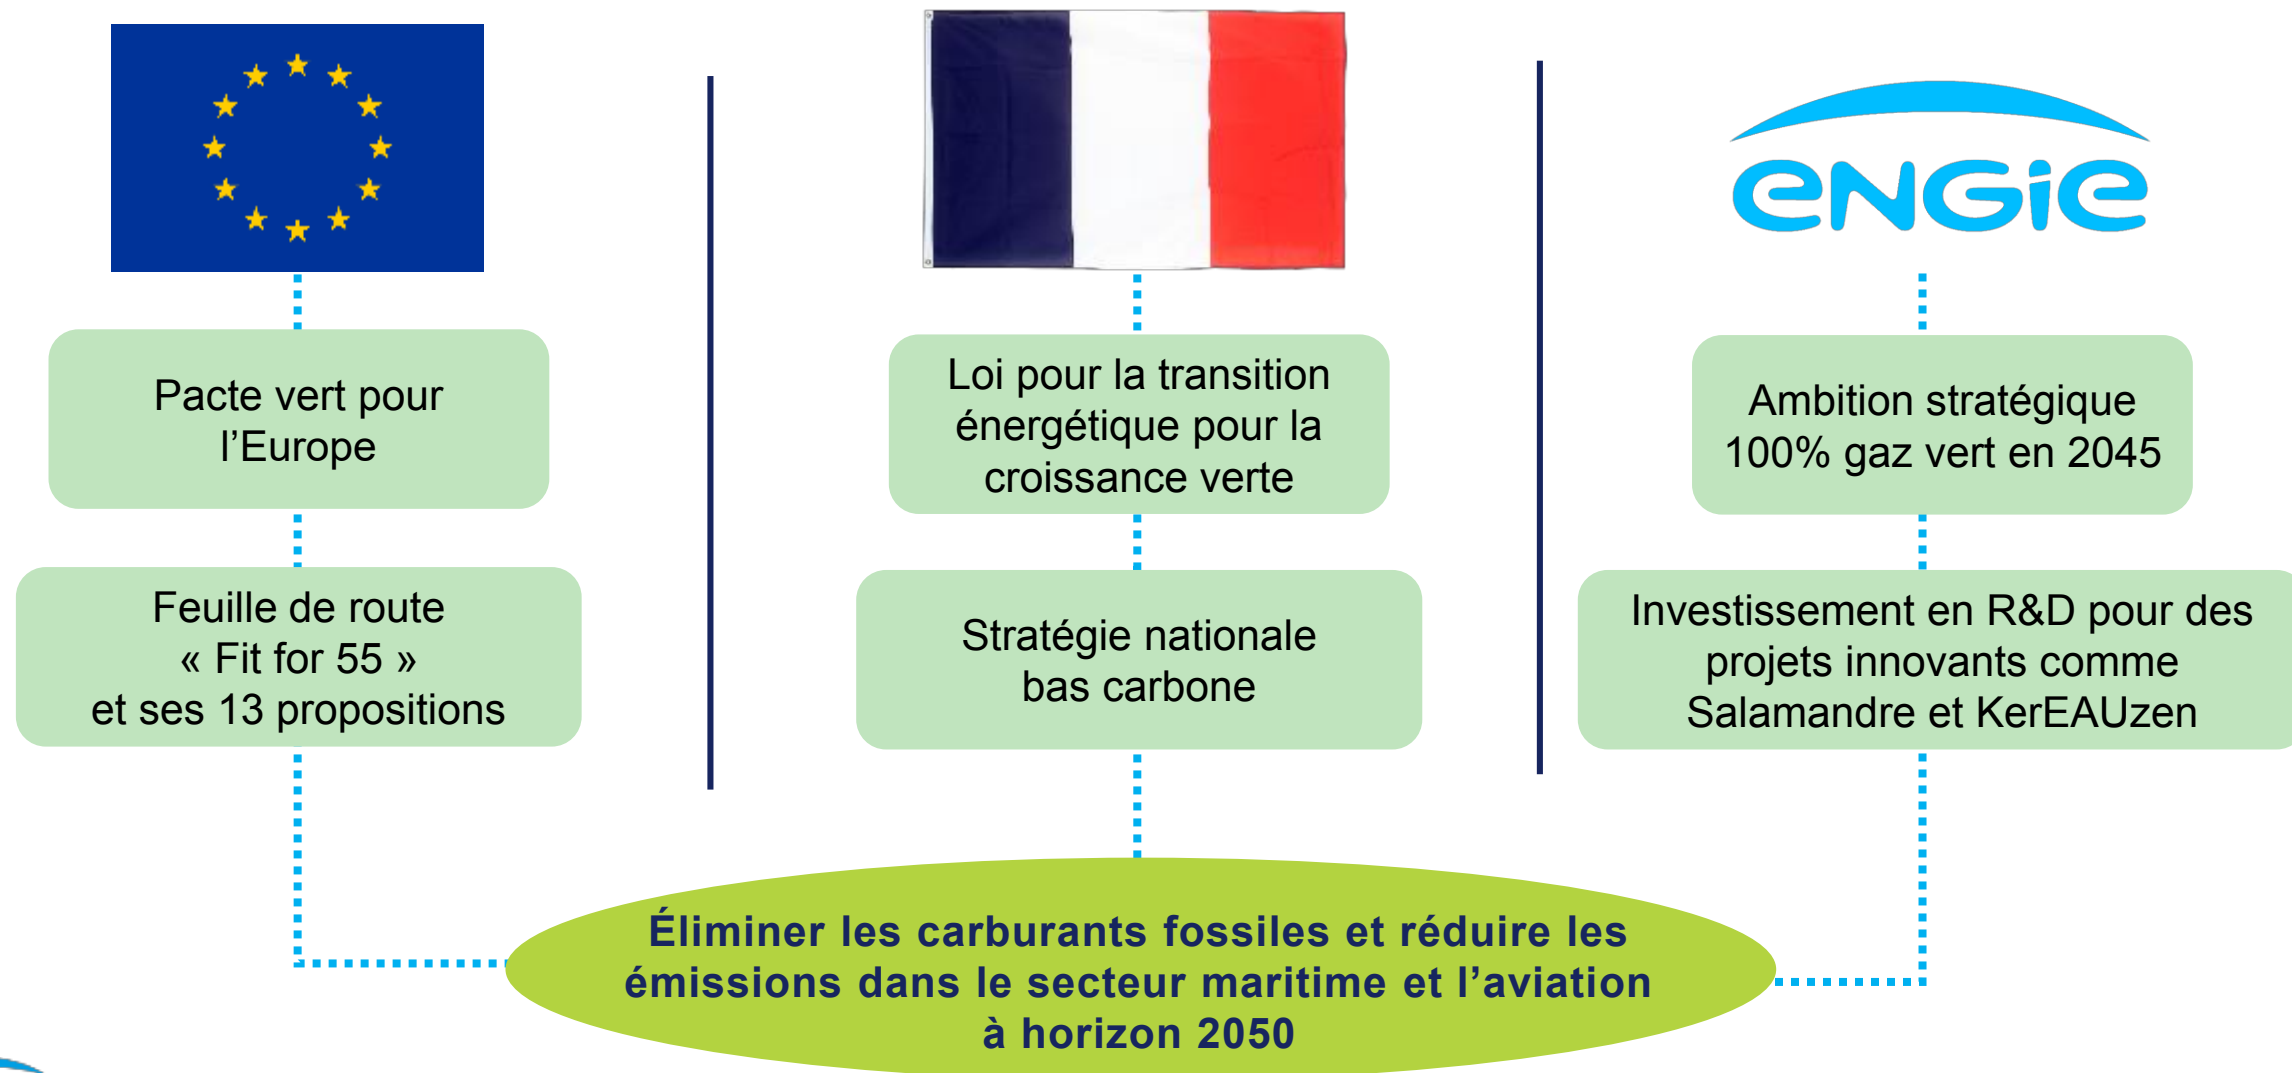 ENGIE
Pacte vert pour
l’Europe
Feuille de route
« Fit for 55 »
et ses 13 propositions
Loi pour la transition
énergétique pour la
croissance verte
Stratégie nationale
bas carbone
Ambition stratégique
100% gaz vert en 2045
Investissement en R&D pour des
projets innovants comme
Salamandre et KerEAUzen
Éliminer les carburants fossiles et réduire les
émissions dans le secteur maritime et l’aviation
à horizon 2050